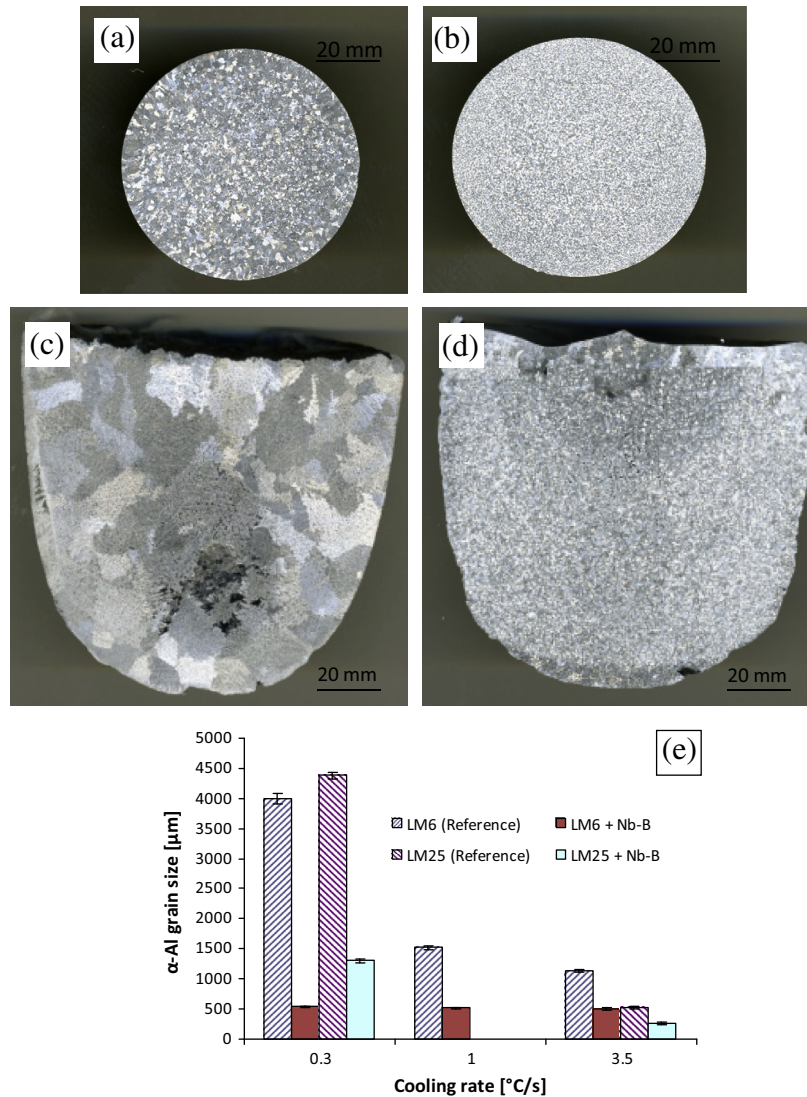 (a)
20 mm
(b)
20 mm
(c)
20 mm
(d)
20 mm
(e)
5000
4500
4000
3500
3000
2500
2000
1500
1000
500
0
α-Al grain size [µm]
LM6 (Reference)
LM6 + Nb-B
LM25 (Reference)
LM25 + Nb-B
0.3
1
3.5
Cooling rate [°C/s]